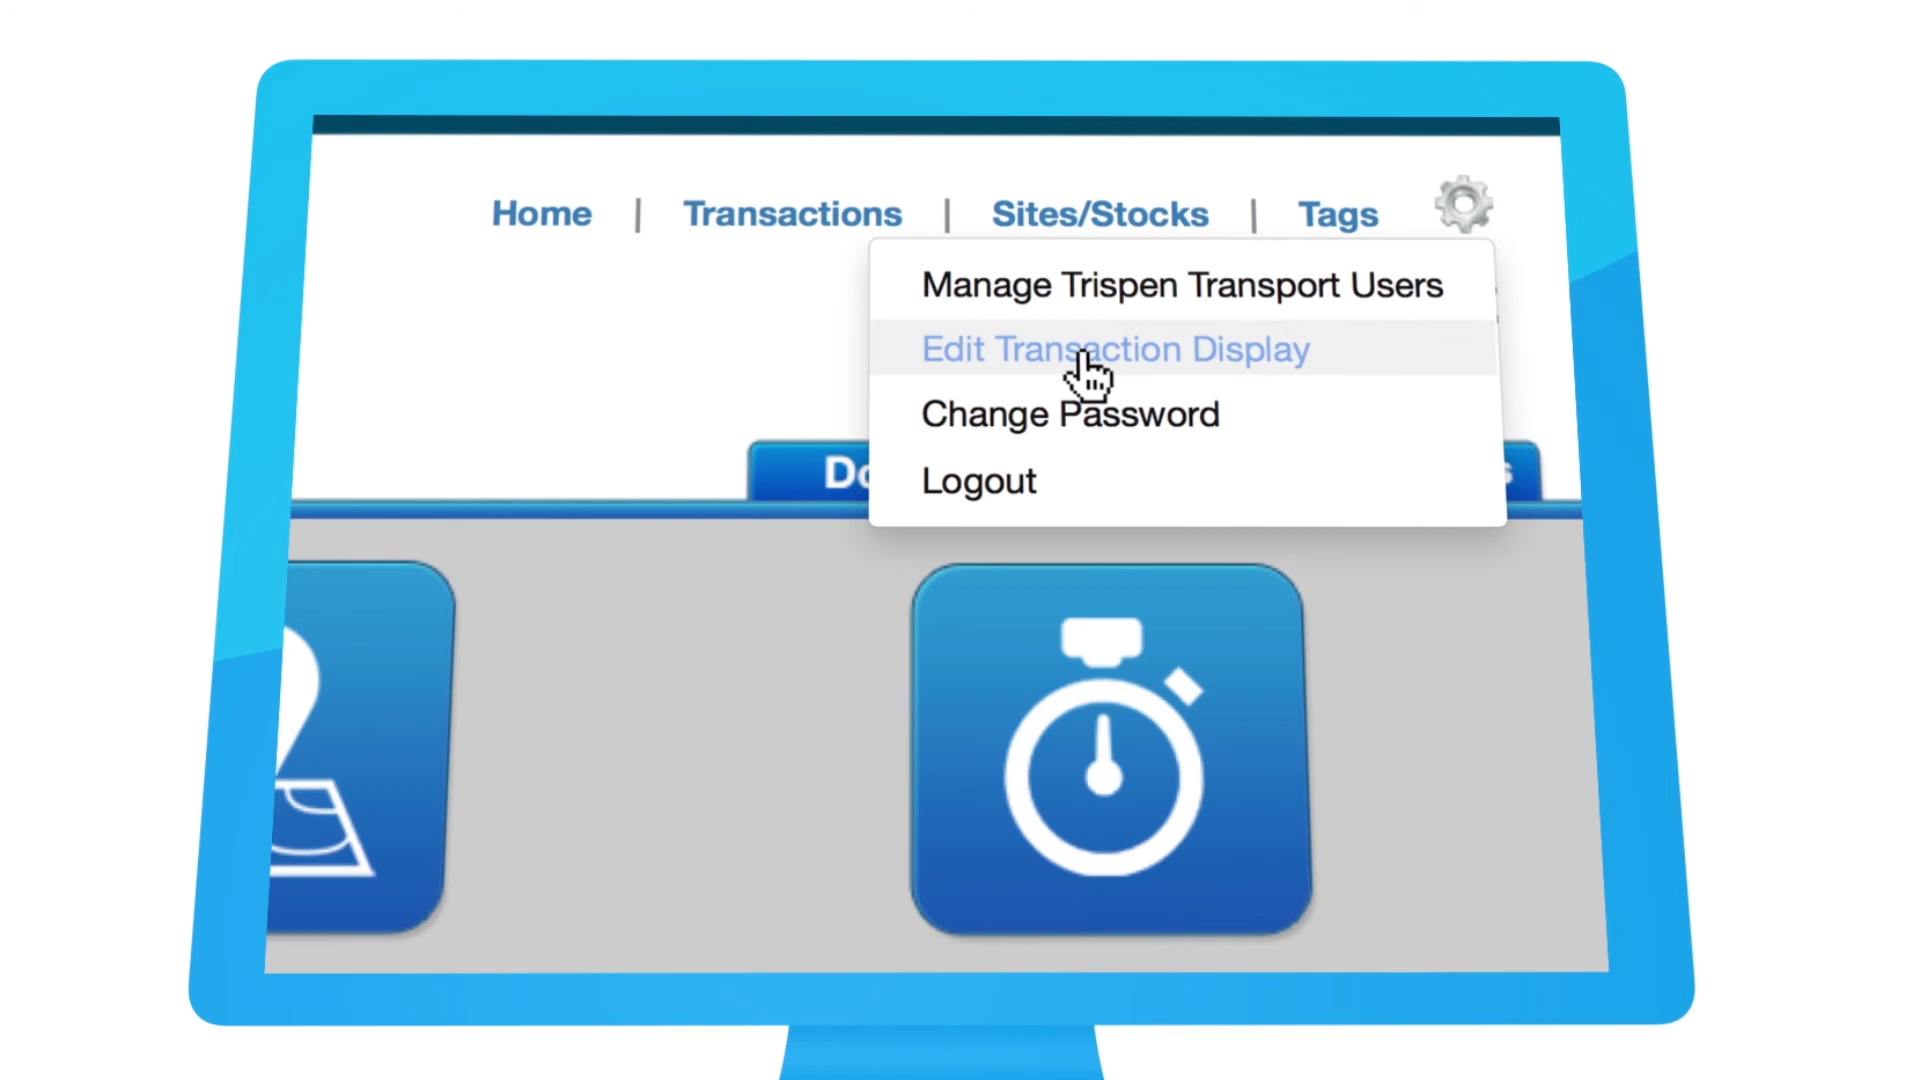 Home | Transactions | Sites/Stocks | Tags
Manage Trispen Transport Users
Edit Transaction Display
Change Password
Logout